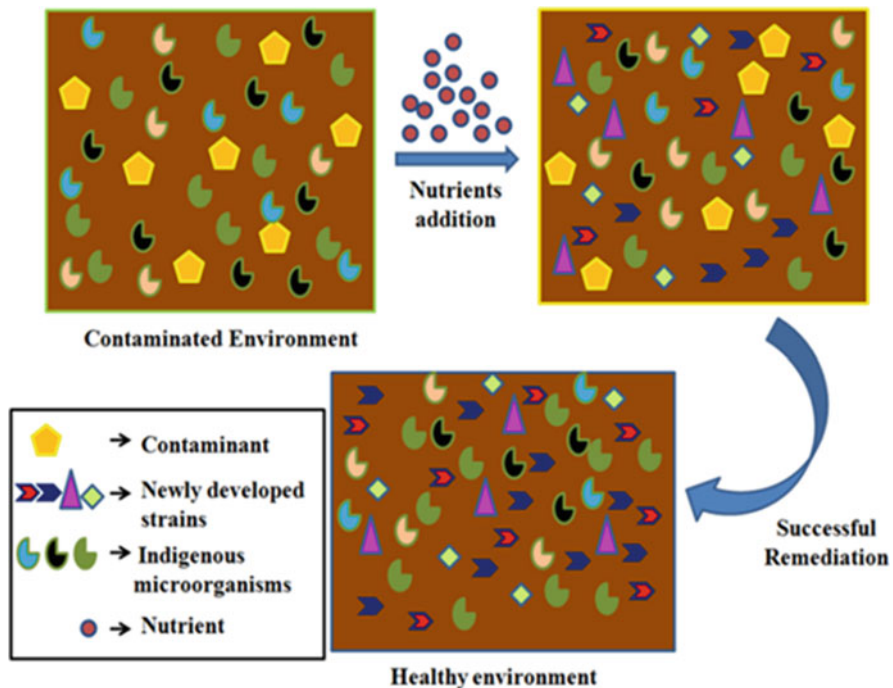 Nutrients
addition
Contaminated Environment
Contaminant
Newly developed
strains
Indigenous
microorganisms
Nutrient
Successful
Remediation
Healthy environment